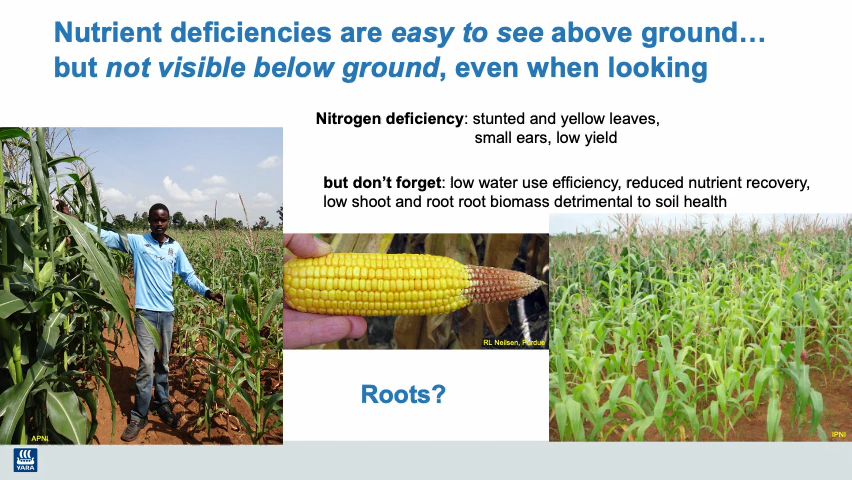 Nutrient deficiencies are easy to see above ground…
but not visible below ground, even when looking
Nitrogen deficiency: stunted and yellow leaves,
small ears, low yield
but don’t forget: low water use efficiency, reduced nutrient recovery,
low shoot and root root biomass detrimental to soil health
RL Neilsen, Purdue
Roots?
APNI
IPNI
YARA